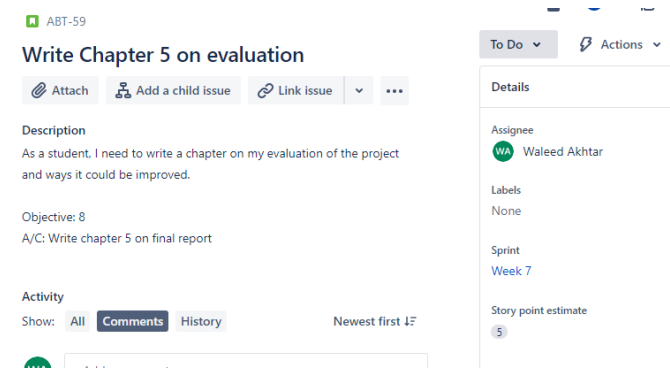 ABT-59
Write Chapter 5 on evaluation
Attach
Add a child issue
Link issue
Description
As a student, I need to write a chapter on my evaluation of the project
and ways it could be improved.
Objective: 8
A/C: Write chapter 5 on final report
Activity
Show: All Comments History Newest first
To Do
Actions
Details
Assignee
WA Waleed Akhtar
Labels
None
Sprint
Week 7
Story point estimate
5